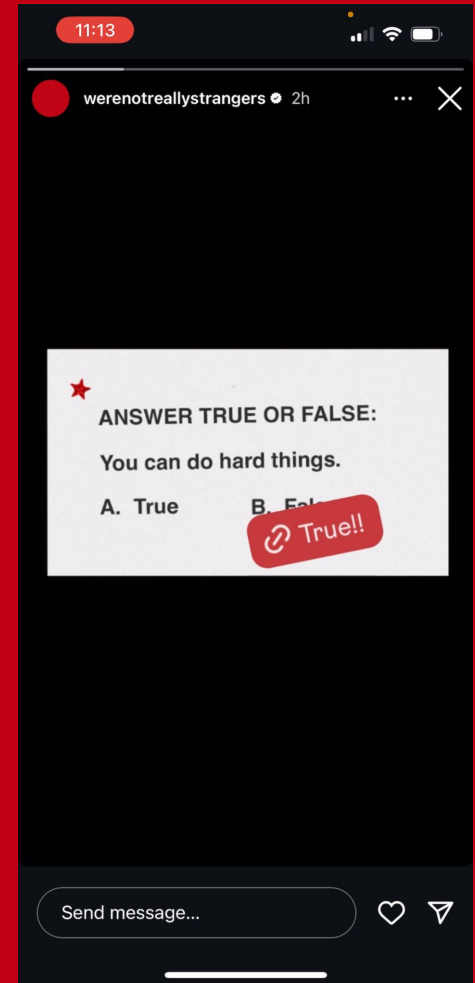 11:13
werenotreallystrangers 2h
ANSWER TRUE OR FALSE:
You can do hard things.
A. True B.
True!!
Send message...